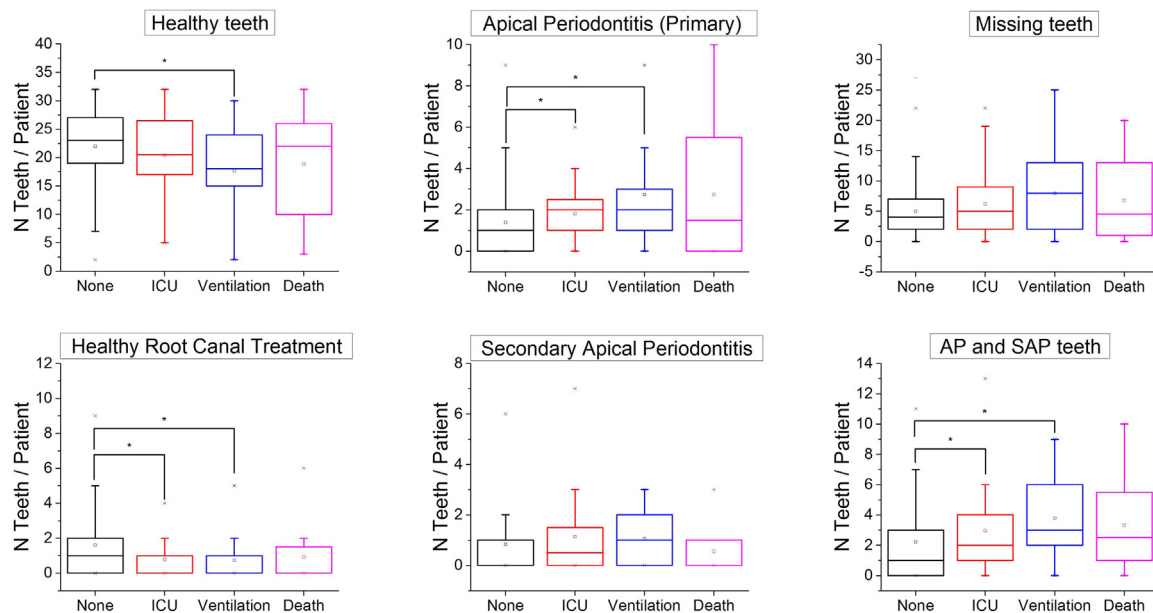 Healthy teeth
N Teeth / Patient
40
35
30
25
20
15
10
5
0
*
None ICU Ventilation Death
Apical Periodontitis (Primary)
N Teeth / Patient
10
8
6
4
2
0
*
*
None ICU Ventilation Death
Missing teeth
N Teeth / Patient
30
25
20
15
10
5
0
-5
None ICU Ventilation Death
Healthy Root Canal Treatment
N Teeth / Patient
12
10
8
6
4
2
0
*
*
None ICU Ventilation Death
Secondary Apical Periodontitis
N Teeth / Patient
8
6
4
2
0
None ICU Ventilation Death
AP and SAP teeth
N Teeth / Patient
14
12
10
8
6
4
2
0
*
*
None ICU Ventilation Death